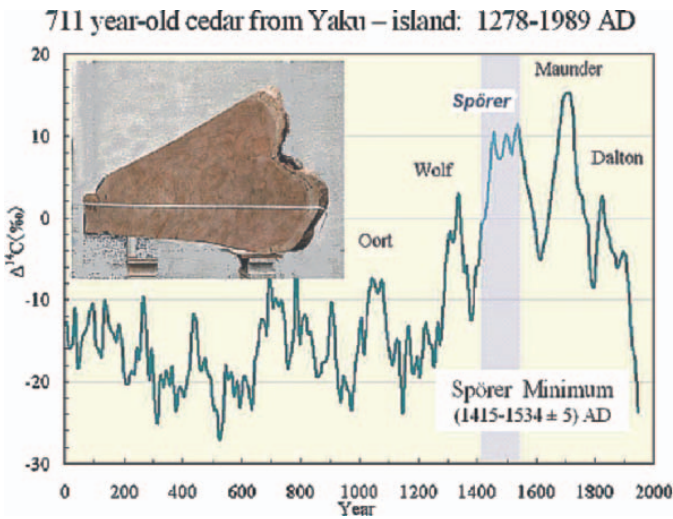 711 year-old cedar from Yaku – island: 1278-1989 AD
20
10
0
-10
-20
-30
Δ¹⁴C(‰)
Maunder
Spörer
Dalton
Wolf
Oort
Spörer Minimum
(1415-1534 ± 5) AD
0 200 400 600 800 1000 1200 1400 1600 1800 2000
Year